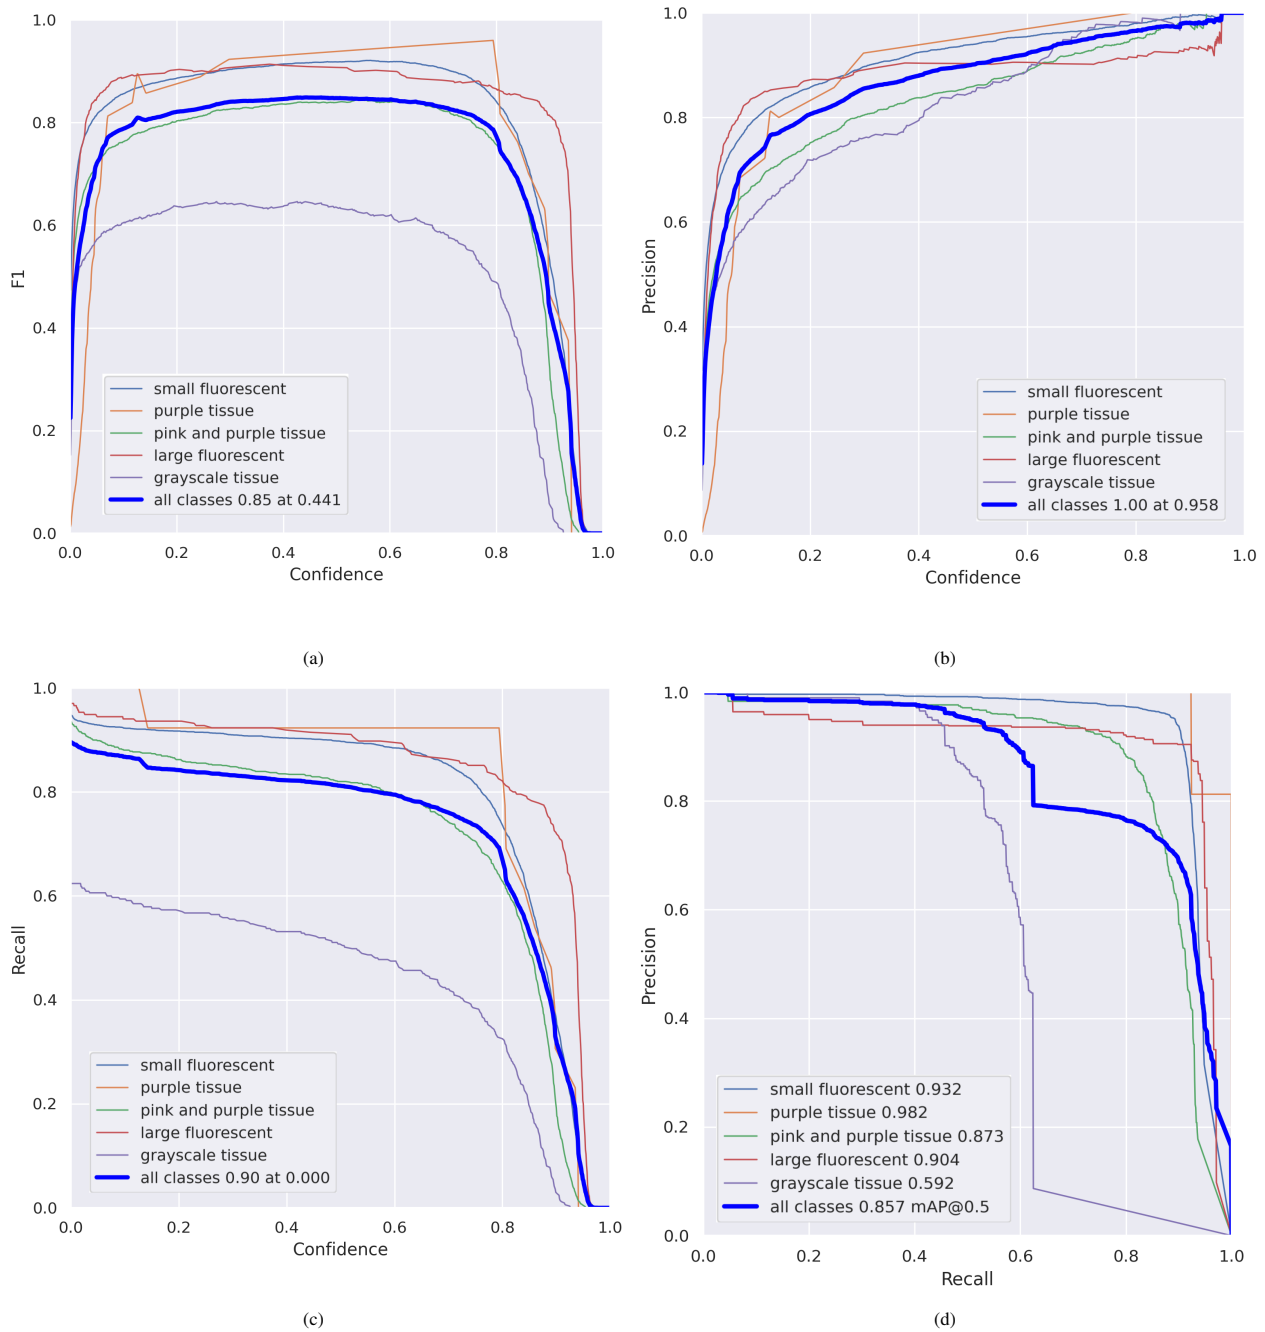 1.0
0.8
0.6
0.4
0.2
0.0
F1
small fluorescent
purple tissue
pink and purple tissue
large fluorescent
grayscale tissue
all classes 0.85 at 0.441
0.0 0.2 0.4 0.6 0.8 1.0
Confidence
(a)
1.0
0.8
0.6
0.4
0.2
0.0
Precision
small fluorescent
purple tissue
pink and purple tissue
large fluorescent
grayscale tissue
all classes 1.00 at 0.958
0.0 0.2 0.4 0.6 0.8 1.0
Confidence
(b)
1.0
0.8
0.6
0.4
0.2
0.0
Recall
small fluorescent
purple tissue
pink and purple tissue
large fluorescent
grayscale tissue
all classes 0.90 at 0.000
0.0 0.2 0.4 0.6 0.8 1.0
Confidence
(c)
1.0
0.8
0.6
0.4
0.2
0.0
Precision
small fluorescent 0.932
purple tissue 0.982
pink and purple tissue 0.873
large fluorescent 0.904
grayscale tissue 0.592
all classes 0.857 mAP@0.5
0.0 0.2 0.4 0.6 0.8 1.0
Recall
(d)